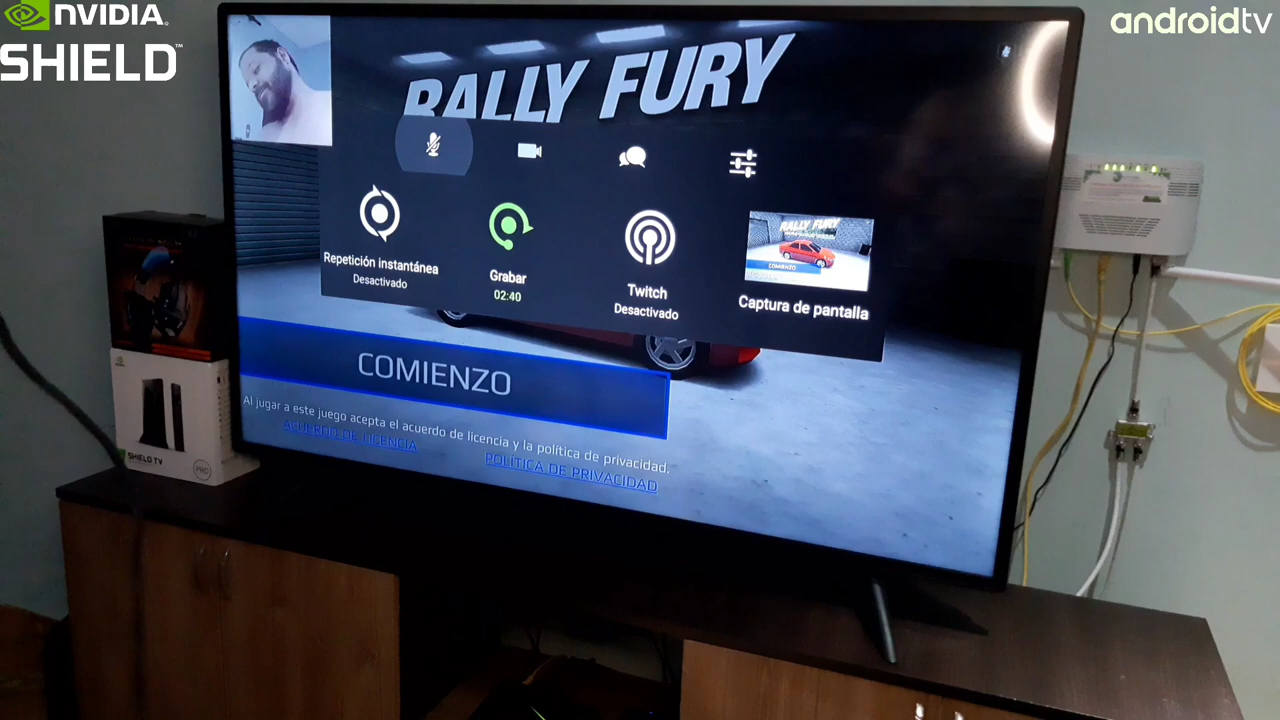 NVIDIA.
SHIELD™
androidtv
RALLY FURY
Repetición instantánea
Desactivado
Grabar
02:40
Twitch
Desactivado
RALLY FURY
COMIENZO
Captura de pantalla
COMIENZO
Al jugar a este juego acepta el acuerdo de licencia y la política de privacidad.
ACUERDO DE LICENCIA
POLÍTICA DE PRIVACIDAD
SHIELD TV
PRO